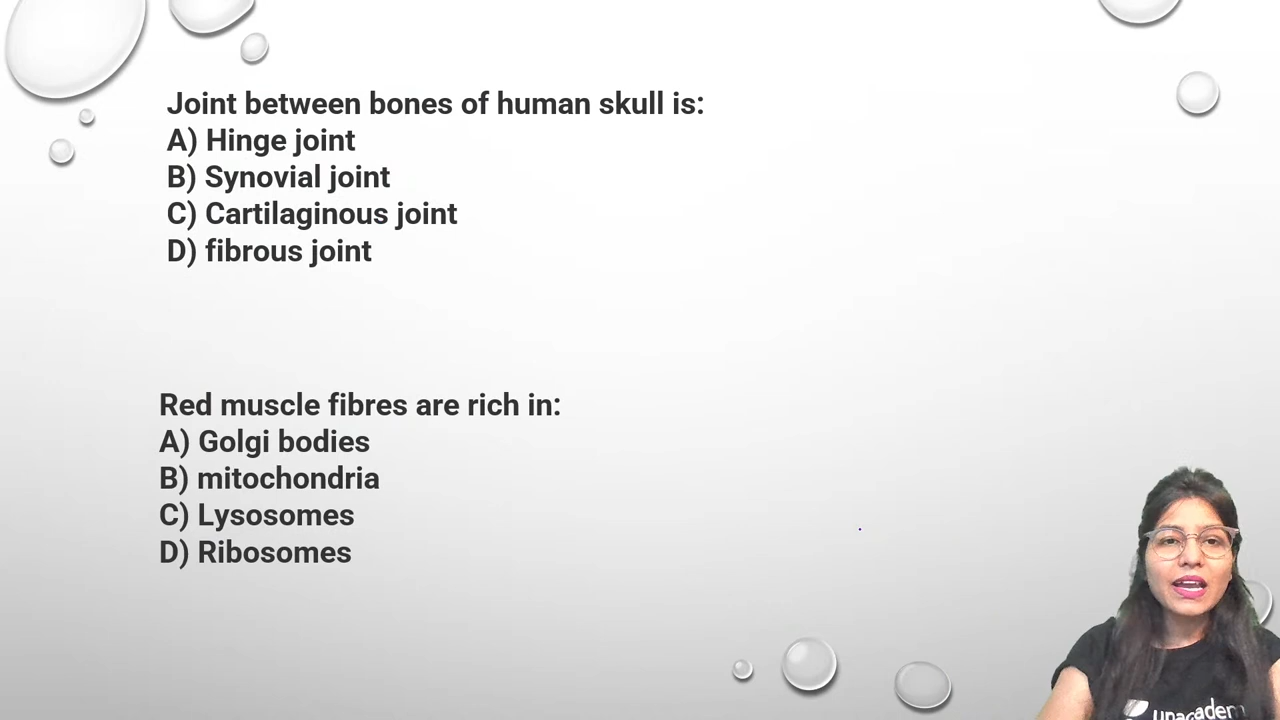 Joint between bones of human skull is:
A) Hinge joint
B) Synovial joint
C) Cartilaginous joint
D) fibrous joint
Red muscle fibres are rich in:
A) Golgi bodies
B) mitochondria
C) Lysosomes
D) Ribosomes